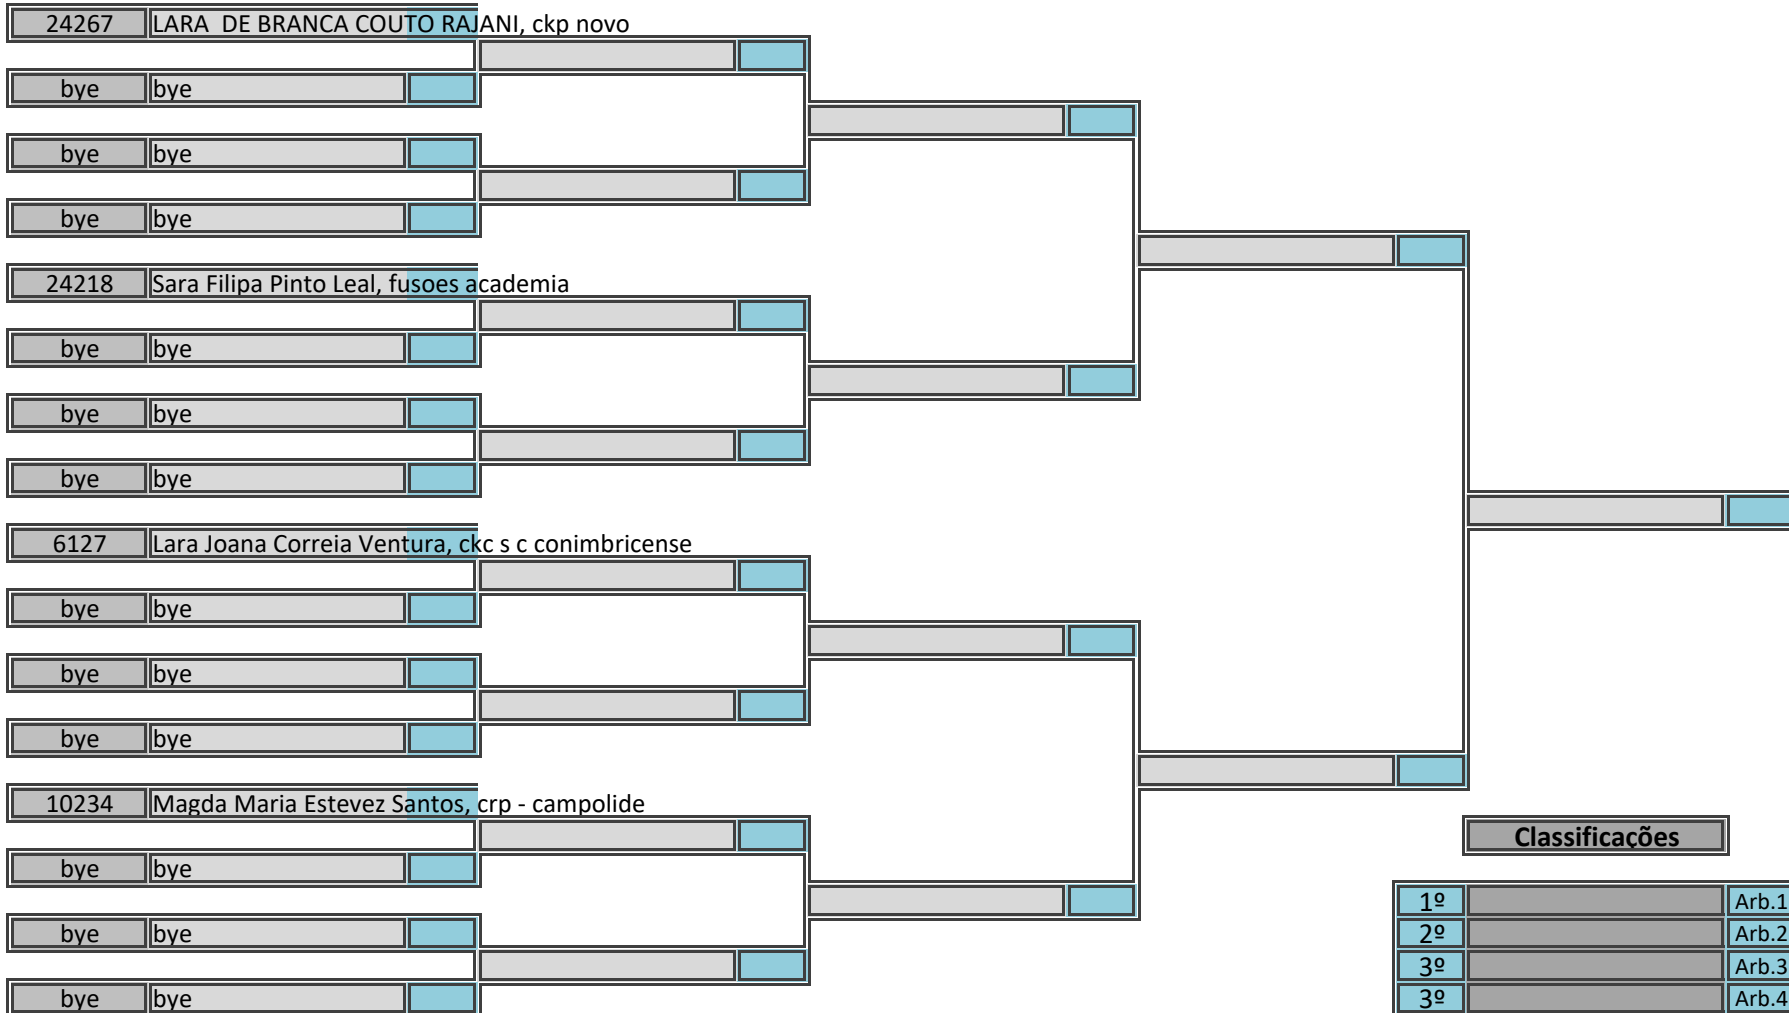 24267 LARA  DE BRANCA COUTO RAJANI, ckp novo
bye bye
bye bye
bye bye
24218 Sara Filipa Pinto Leal, fusoes academia
bye bye
bye bye
bye bye
6127 Lara Joana Correia Ventura, ckc s c conimbricense
bye bye
bye bye
bye bye
10234 Magda Maria Estevez Santos, crp - campolide
bye bye
bye bye
bye bye
Classificações
1º Arb.1
2º Arb.2
3º Arb.3
3º Arb.4